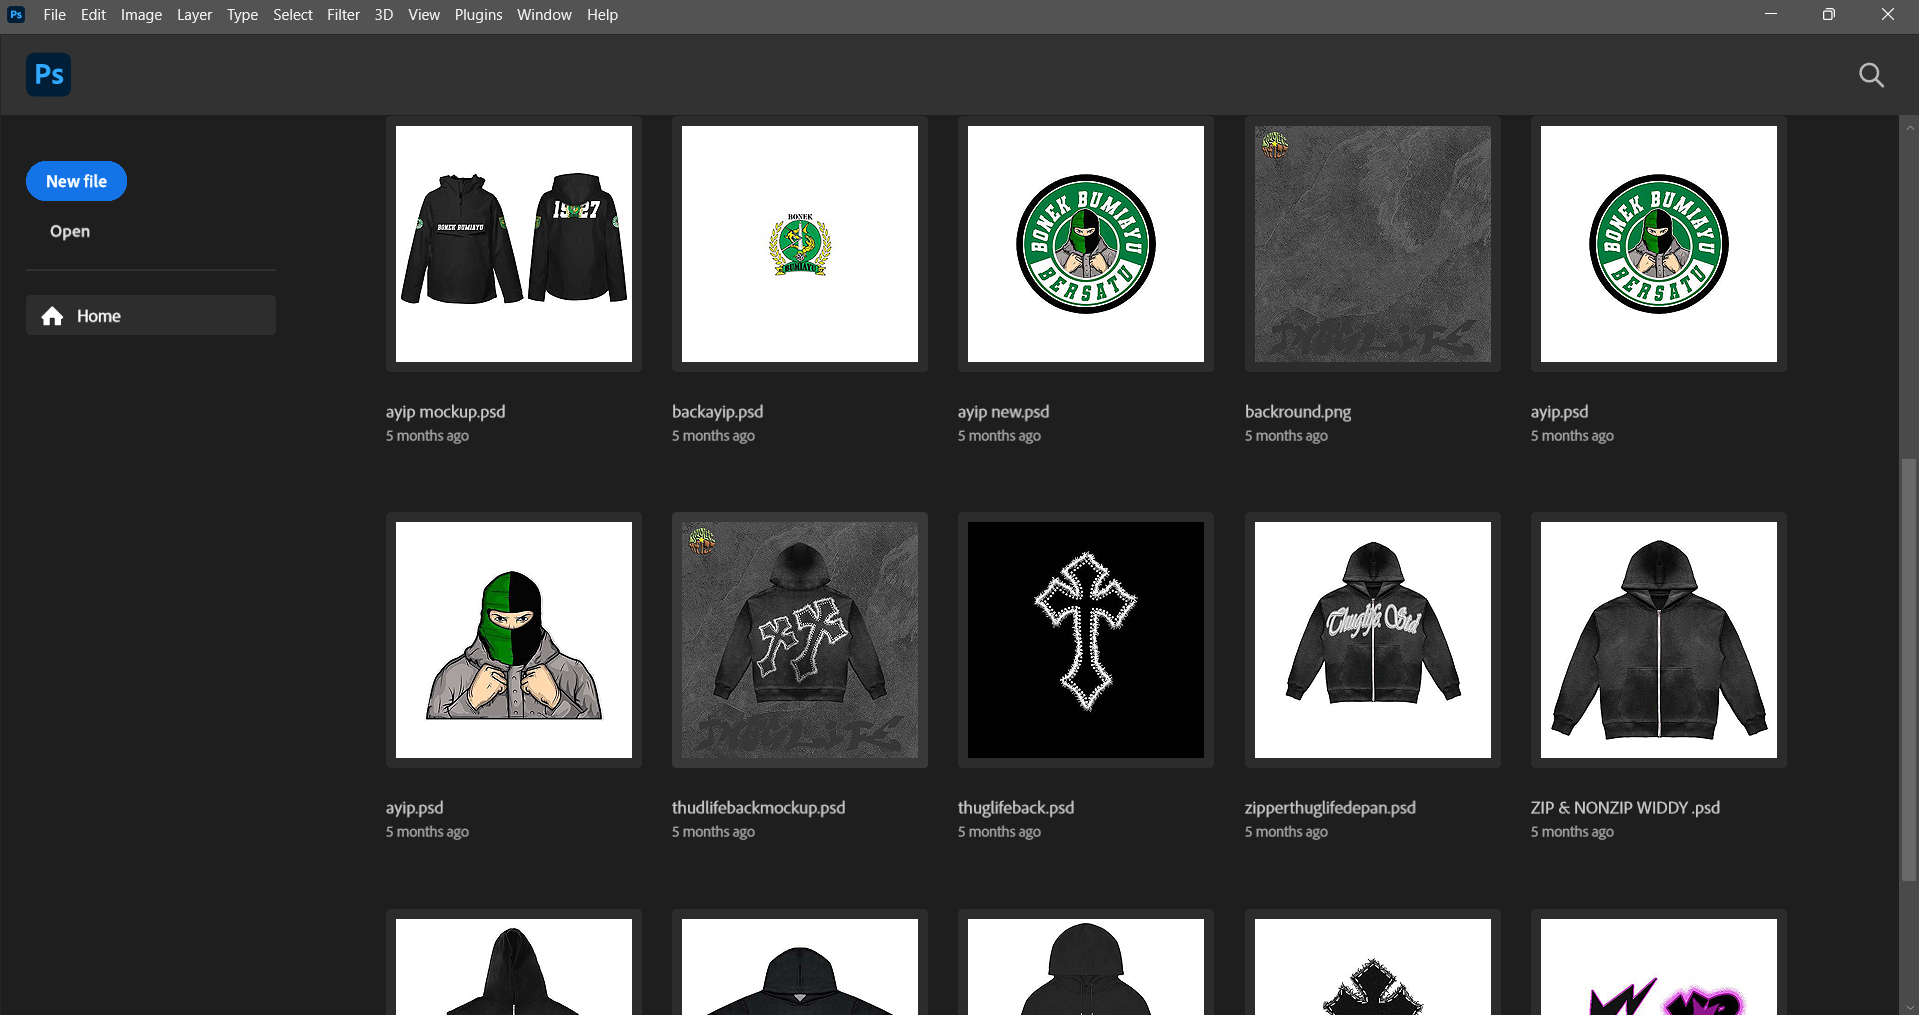 Ps File Edit Image Layer Type Select Filter 3D View Plugins Window Help
Ps
New file
Open
Home
BONEK BUMIAYU
1927
BONEK
BUMIAYU
BONEK BUMIAYU
BERSATU
BONEK BUMIAYU
BERSATU
ayip mockup.psd
backayip.psd
ayip new.psd
backround.png
ayip.psd
5 months ago
5 months ago
5 months ago
5 months ago
5 months ago
Thuglife Std
ayip.psd
thudlifebackmockup.psd
thuglifeback.psd
zipperthuglifedepan.psd
ZIP & NONZIP WIDDY .psd
5 months ago
5 months ago
5 months ago
5 months ago
5 months ago